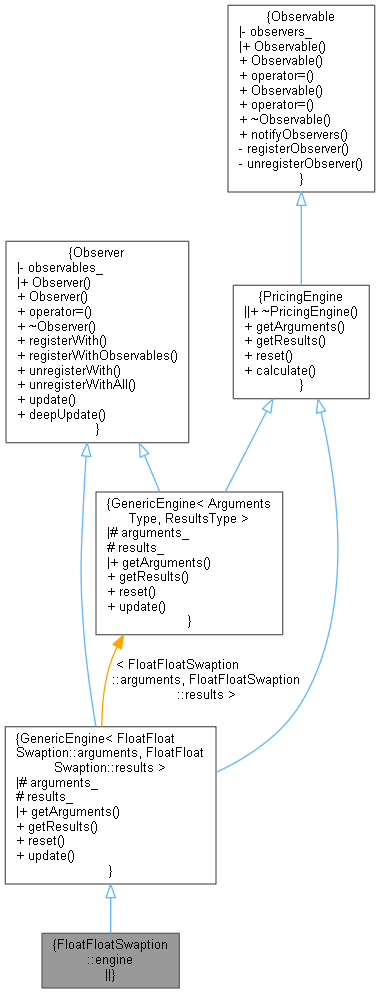 {Observable
|- observers_
|+ Observable()
+ Observable()
+ operator=()
+ Observable()
+ operator=()
+ ~Observable()
+ notifyObservers()
- registerObserver()
- unregisterObserver()
}
{Observer
|- observables_
|+ Observer()
+ Observer()
+ operator=()
+ ~Observer()
+ registerWith()
+ registerWithObservables()
+ unregisterWith()
+ unregisterWithAll()
+ update()
+ deepUpdate()
}
{PricingEngine
||+ ~PricingEngine()
+ getArguments()
+ getResults()
+ reset()
+ calculate()
}
{GenericEngine< Arguments
Type, ResultsType >
|# arguments_
# results_
|+ getArguments()
+ getResults()
+ reset()
+ update()
}
< FloatFloatSwaption
::arguments, FloatFloatSwaption
::results >
{GenericEngine< FloatFloat
Swaption::arguments, FloatFloat
Swaption::results >
|# arguments_
# results_
|+ getArguments()
+ getResults()
+ reset()
+ update()
}
{FloatFloatSwaption
::engine
||}